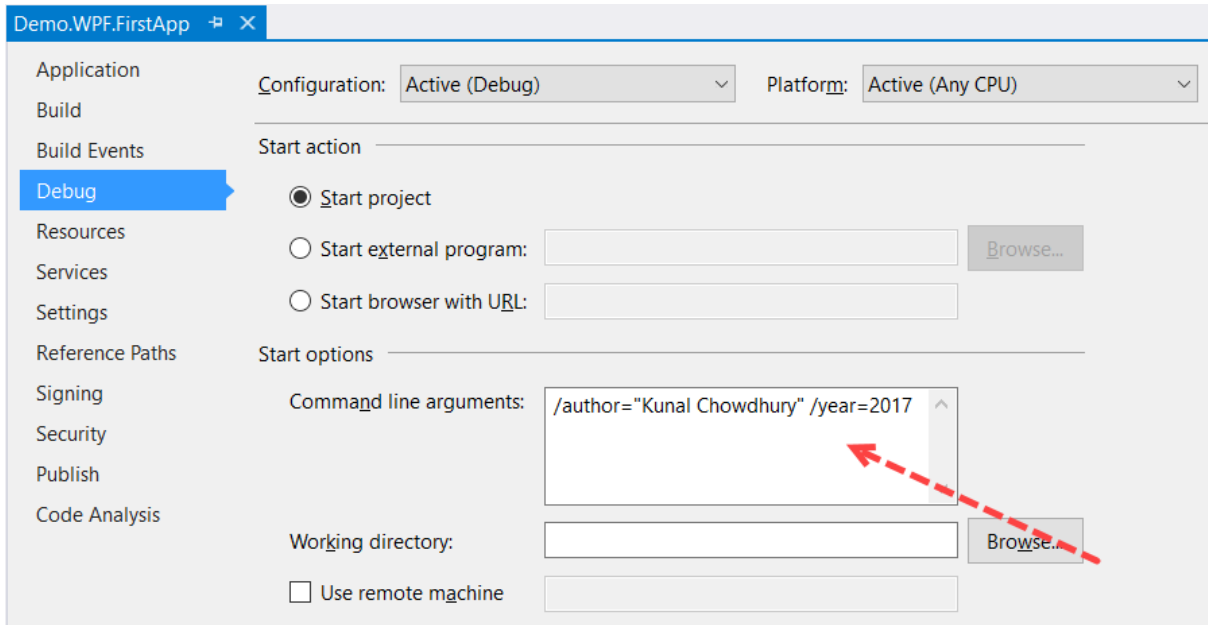 Demo.WPF.FirstApp
Application
Build
Build Events
Debug
Resources
Services
Settings
Reference Paths
Signing
Security
Publish
Code Analysis
Configuration: Active (Debug) Platform: Active (Any CPU)
Start action
Start project
Start external program: Browse...
Start browser with URL:
Start options
Command line arguments: /author="Kunal Chowdhury" /year=2017
Working directory: Browse...
Use remote machine